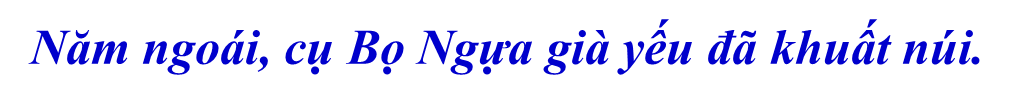 Năm ngoái, cụ Bọ Ngựa già yếu đã khuất núi.